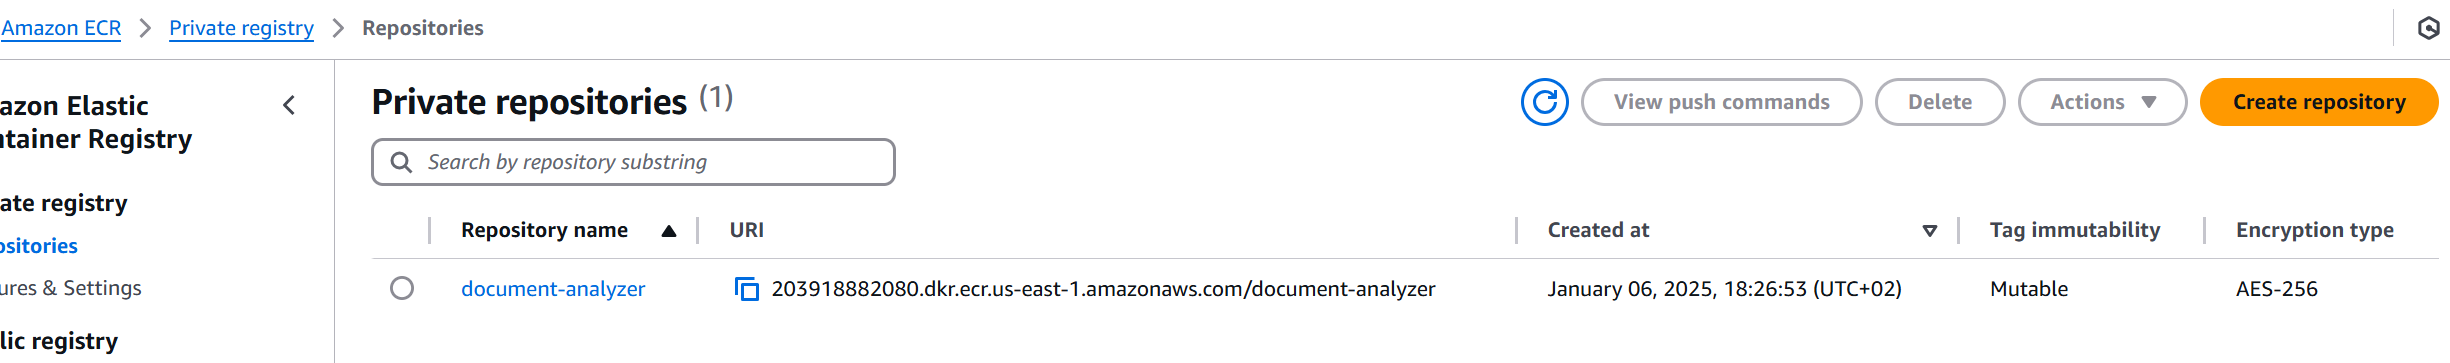 Amazon ECR > Private registry > Repositories
azon Elastic
ntainer Registry
ate registry
ositories
ures & Settings
lic registry
Private repositories (1)
View push commands
Delete
Actions
Create repository
Search by repository substring
Repository name URI Created at Tag immutability Encryption type
document-analyzer 203918882080.dkr.ecr.us-east-1.amazonaws.com/document-analyzer January 06, 2025, 18:26:53 (UTC+02) Mutable AES-256